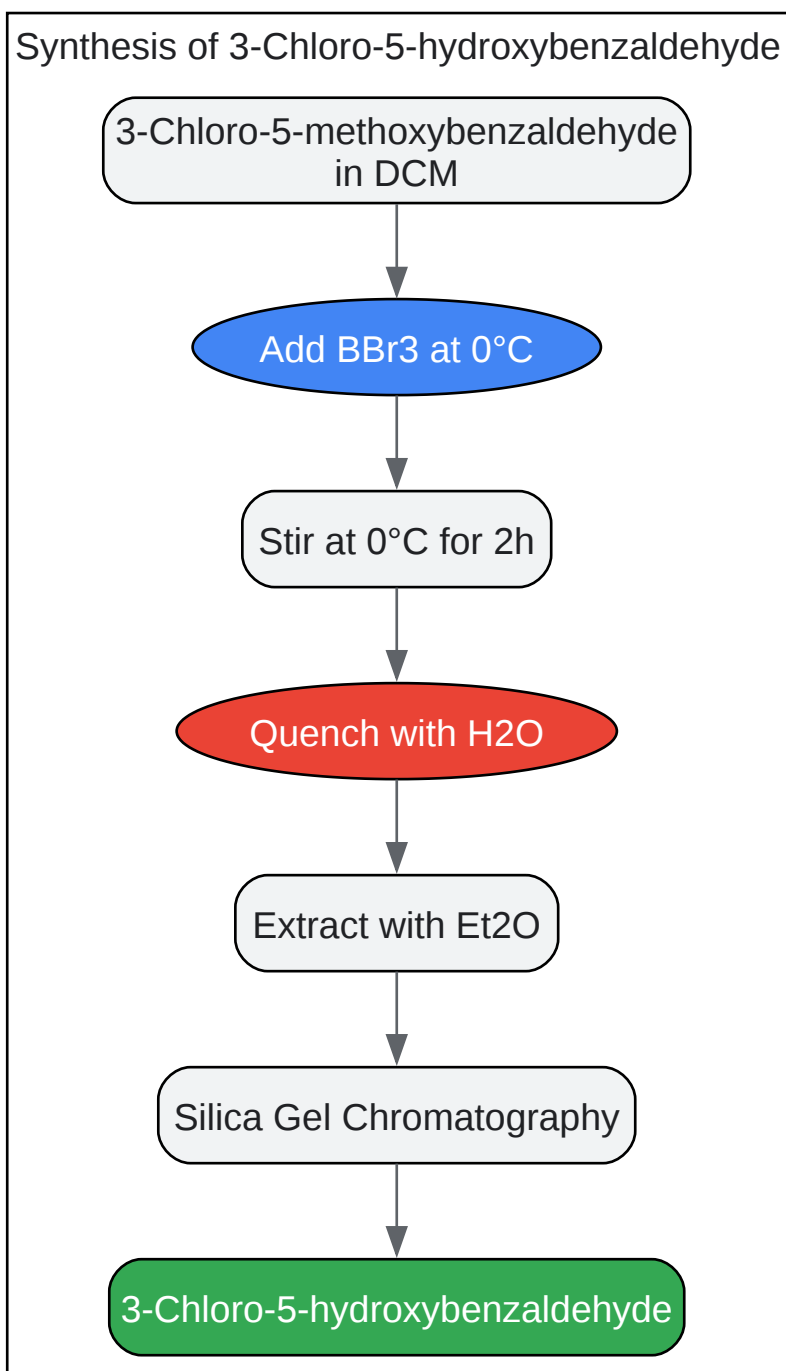 Synthesis of 3-Chloro-5-hydroxybenzaldehyde
3-Chloro-5-methoxybenzaldehyde
in DCM
Add BBr3 at 0°C
Stir at 0°C for 2h
Quench with H2O
Extract with Et2O
Silica Gel Chromatography
3-Chloro-5-hydroxybenzaldehyde